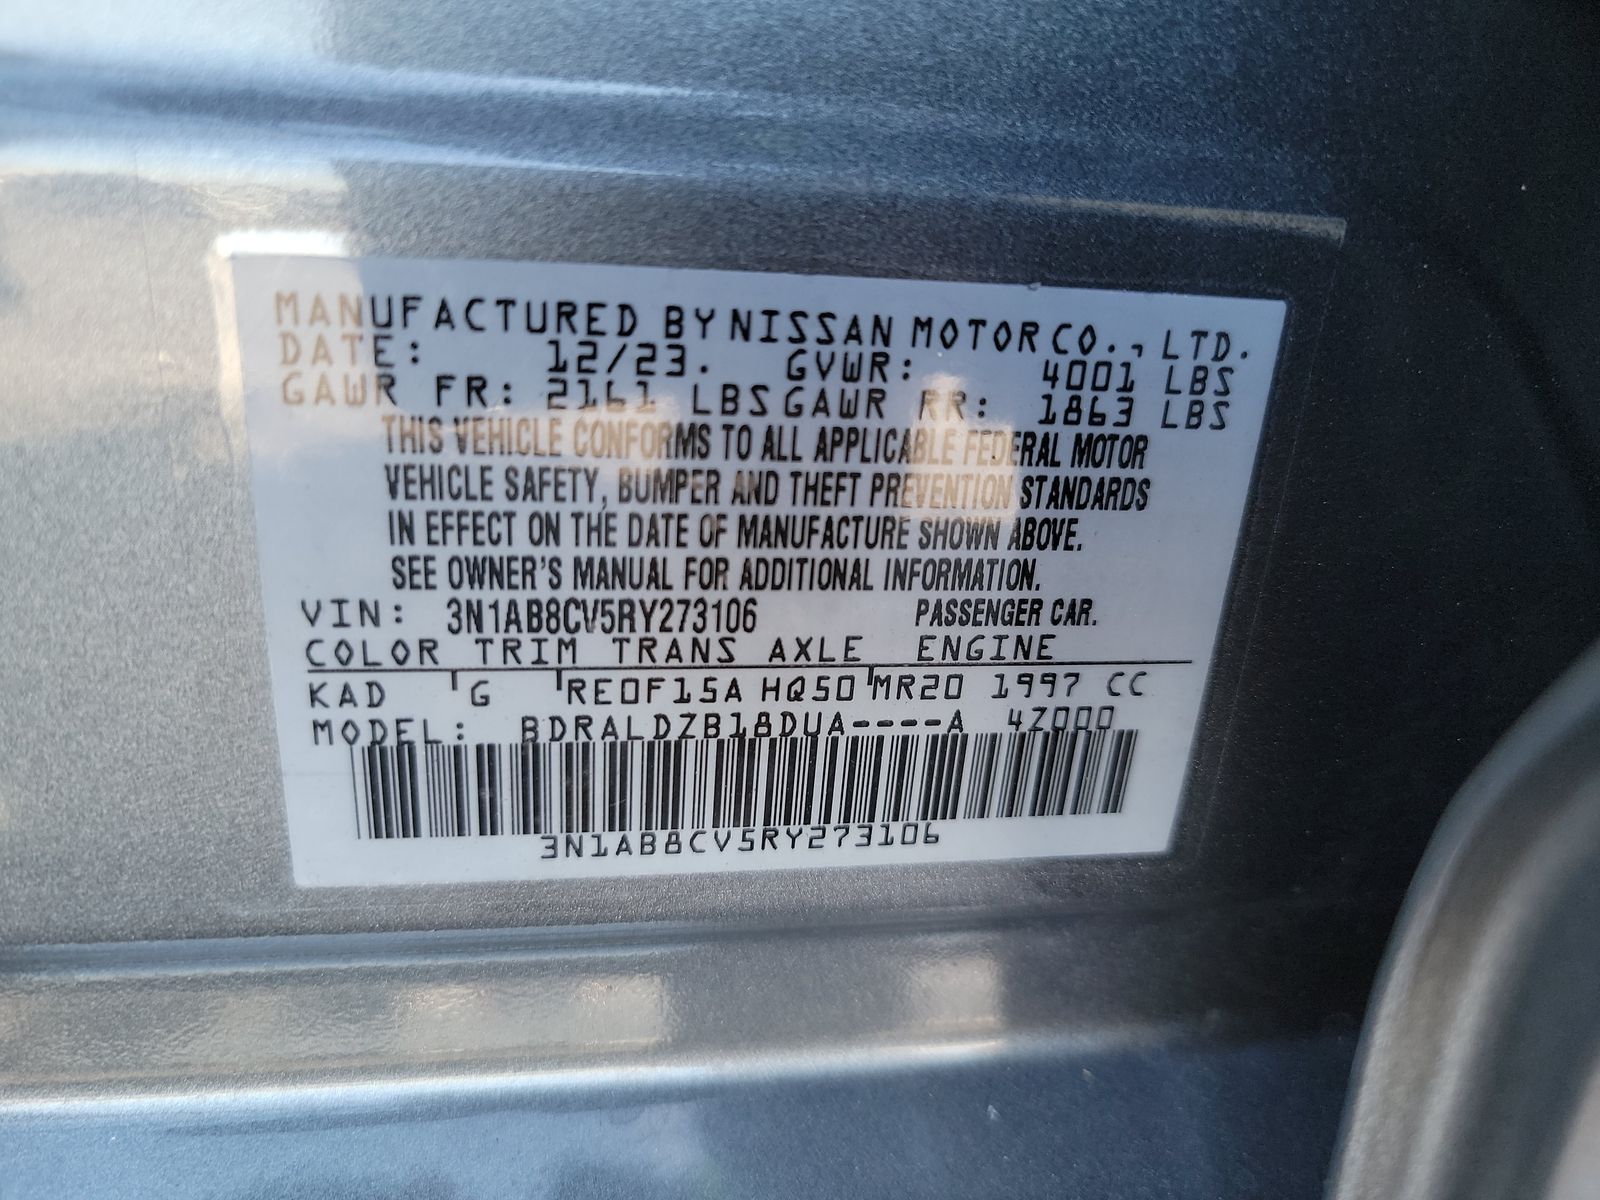 MANUFACTURED BY NISSAN MOTOR CO., LTD.
DATE: 12/23. GVWR: 4001 LBS
GAWR FR: 2161 LBS GAWR RR: 1863 LBS
THIS VEHICLE CONFORMS TO ALL APPLICABLE FEDERAL MOTOR
VEHICLE SAFETY, BUMPER AND THEFT PREVENTION STANDARDS
IN EFFECT ON THE DATE OF MANUFACTURE SHOWN ABOVE.
SEE OWNER'S MANUAL FOR ADDITIONAL INFORMATION.
VIN: 3N1AB8CV5RY273106 PASSENGER CAR.
COLOR TRIM TRANS AXLE ENGINE
KAD G RE0F15A HQ50 MR20 1997 CC
MODEL: BDRALDZB18DUA----A 4Z000
3N1AB8CV5RY273106